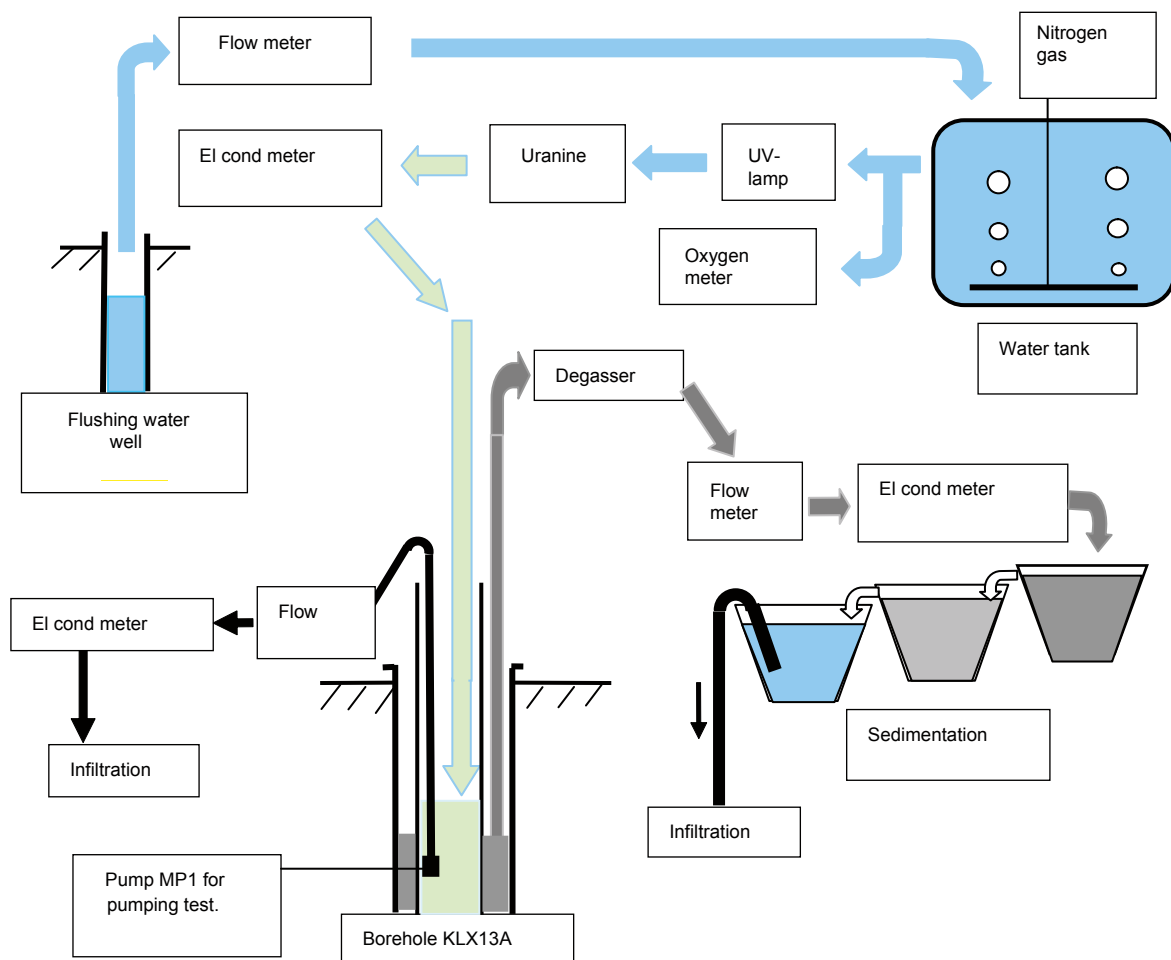 Flow meter
Nitrogen
gas
El cond meter
Uranine
UV-
lamp
Oxygen
meter
Water tank
Flushing water
well
Degasser
Flow
meter
El cond meter
El cond meter
Flow
Sedimentation
Infiltration
Infiltration
Pump MP1 for
pumping test.
Borehole KLX13A